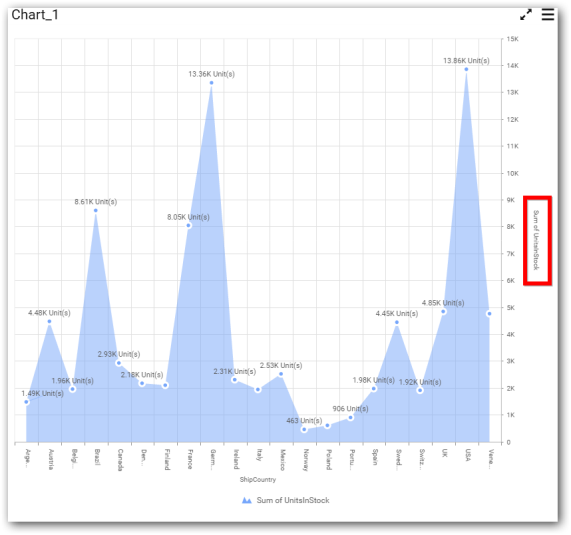 Chart_1
15K
14K
13.86K Unit(s)
13.36K Unit(s)
13K
12K
11K
10K
9K
8.61K Unit(s)
8.05K Unit(s)
8K
Sum of UnitsInStock
7K
6K
5K
4.85K Unit(s)
4.48K Unit(s)
4.45K Unit(s)
4K
3K
2.93K Unit(s)
2.53K Unit(s)
2.31K Unit(s)
2.18K Unit(s)
2K
1.96K Unit(s)
1.98K Unit(s)
1.92K Unit(s)
1.49K Unit(s)
1K
906 Unit(s)
463 Unit(s)
0
Arge...
Austria
Belgi...
Brazil
Canada
Den...
Finland
France
Germ...
Ireland
Italy
Mexico
Norway
Poland
Portu...
Spain
Swed...
Switz...
UK
USA
Vene...
ShipCountry
Sum of UnitsInStock